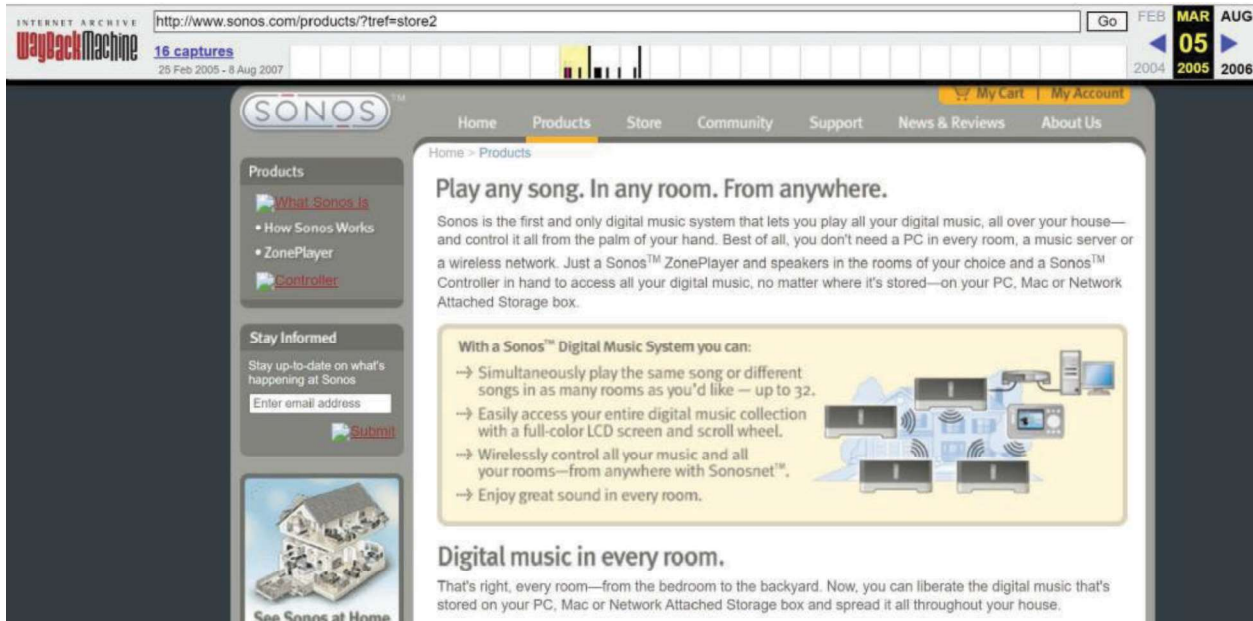 INTERNET ARCHIVE
WayBackMachine
http://www.sonos.com/products/?tref=store2
Go
FEB MAR AUG
16 captures
05
25 Feb 2005 - 8 Aug 2007
2004 2005 2006
SONOS™
My Cart | My Account
Home Products Store Community Support News & Reviews About Us
Home > Products
Products
What Sonos Is
• How Sonos Works
• ZonePlayer
Controller
Stay Informed
Stay up-to-date on what's
happening at Sonos
Enter email address
Submit
See Sonos at Home
Play any song. In any room. From anywhere.
Sonos is the first and only digital music system that lets you play all your digital music, all over your house—
and control it all from the palm of your hand. Best of all, you don't need a PC in every room, a music server or
a wireless network. Just a Sonos™ ZonePlayer and speakers in the rooms of your choice and a Sonos™
Controller in hand to access all your digital music, no matter where it's stored—on your PC, Mac or Network
Attached Storage box.
With a Sonos™ Digital Music System you can:
Simultaneously play the same song or different
songs in as many rooms as you'd like — up to 32.
Easily access your entire digital music collection
with a full-color LCD screen and scroll wheel.
Wirelessly control all your music and all
your rooms—from anywhere with Sonosnet™.
Enjoy great sound in every room.
Digital music in every room.
That's right, every room—from the bedroom to the backyard. Now, you can liberate the digital music that's
stored on your PC, Mac or Network Attached Storage box and spread it all throughout your house.